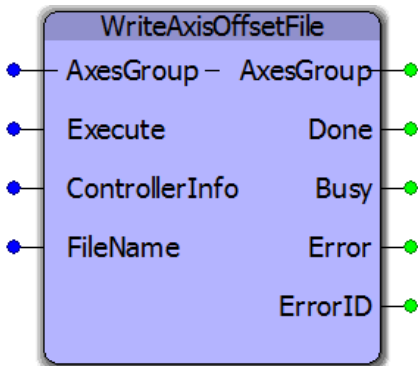 WriteAxisOffsetFile
AxesGroup – AxesGroup
Execute Done
ControllerInfo Busy
FileName Error
ErrorID